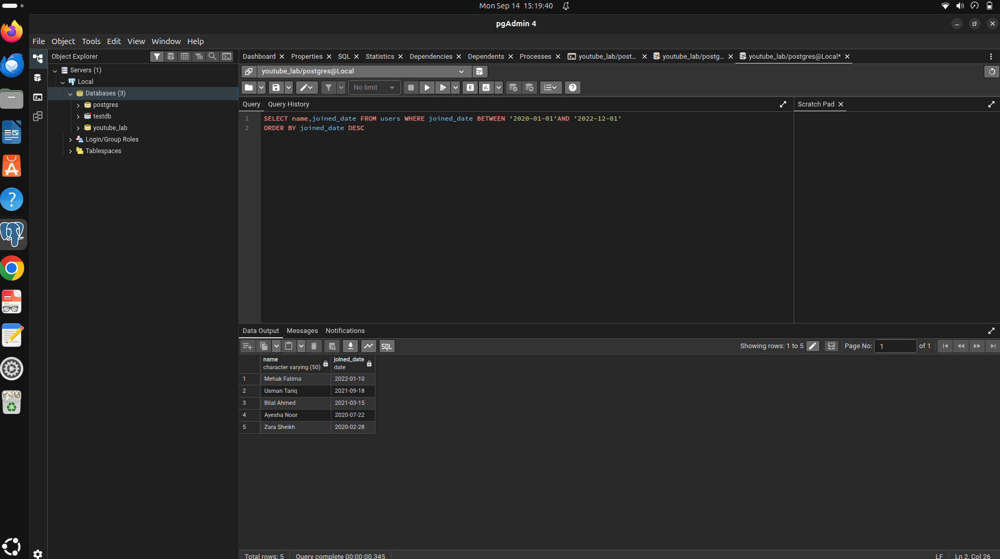 Mon Sep 14 15:19:40
pgAdmin 4
File Object Tools Edit View Window Help
Object Explorer
Servers (1)
Local
Databases (3)
postgres
testdb
youtube_lab
Login/Group Roles
Tablespaces
Dashboard Properties SQL Statistics Dependencies Dependents Processes youtube_lab/post... youtube_lab/postg... youtube_lab/postgres@Local*
youtube_lab/postgres@Local
No limit
E
Query Query History
Scratch Pad
1 SELECT name,joined_date FROM users WHERE joined_date BETWEEN '2020-01-01'AND '2022-12-01'
2 ORDER BY joined_date DESC
Data Output Messages Notifications
SQL
Showing rows: 1 to 5 Page No: 1 of 1
name joined_date
character varying (50) date
1 Mehak Fatima 2022-01-10
2 Usman Tariq 2021-09-18
3 Bilal Ahmed 2021-03-15
4 Ayesha Noor 2020-07-22
5 Zara Sheikh 2020-02-28
Total rows: 5 Query complete 00:00:00.345 LF Ln 2, Col 26